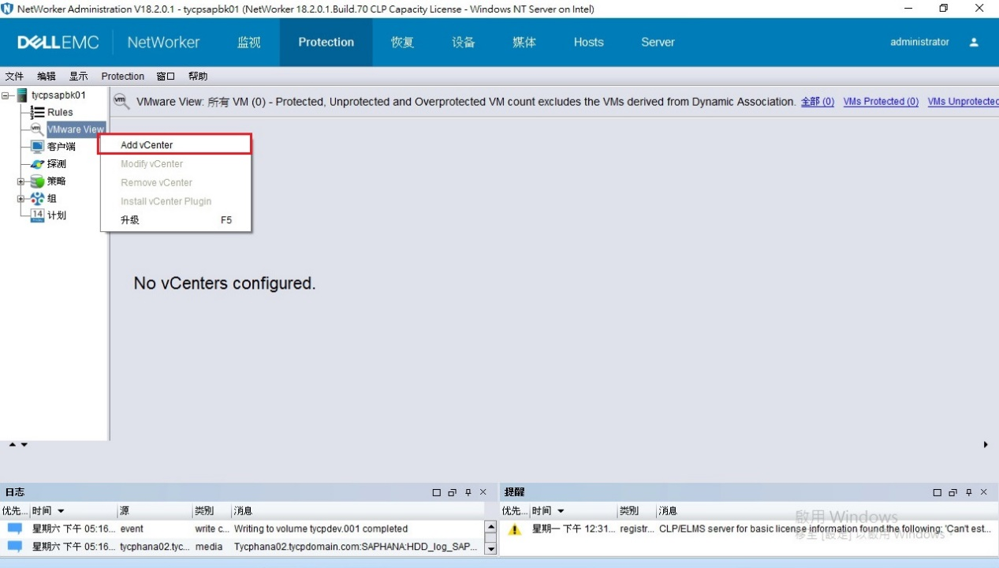 NetWorker Administration V18.2.0.1 - tycpsapbk01 (NetWorker 18.2.0.1.Build.70 CLP Capacity License - Windows NT Server on Intel)
DELLEMC NetWorker 监视 Protection 恢复 设备 媒体 Hosts Server administrator
文件 编辑 显示 Protection 窗口 帮助
tycpsapbk01
Rules
VMware View
客户端
探测
策略
组
14 计划
VMware View: 所有 VM (0) - Protected, Unprotected and Overprotected VM count excludes the VMs derived from Dynamic Association. 全部 (0) VMs Protected (0) VMs Unprotected
Add vCenter
Modify vCenter
Remove vCenter
Install vCenter Plugin
升级 F5
No vCenters configured.
日志
优先... 时间 源 类别 消息
星期六 下午 05:16... event write c... Writing to volume tycpdev.001 completed
星期六 下午 05:16... tycphana02.tyc... media Tycphana02.tycpdomain.com:SAPHANA:HDD_log_SAP...
提醒
优先... 时间 类别 消息
星期一 下午 12:31... registr... CLP/ELMS server for basic license information found the following: 'Can't est...
啟用 Windows
移至 [設定] 以啟用 Windows。